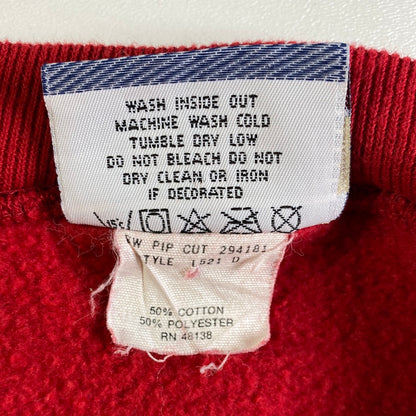 WASH INSIDE OUT
MACHINE WASH COLD
TUMBLE DRY LOW
DO NOT BLEACH DO NOT
DRY CLEAN OR IRON
IF DECORATED
PIP CUT 294181
STYLE 1521 D
50% COTTON
50% POLYESTER
RN 48138